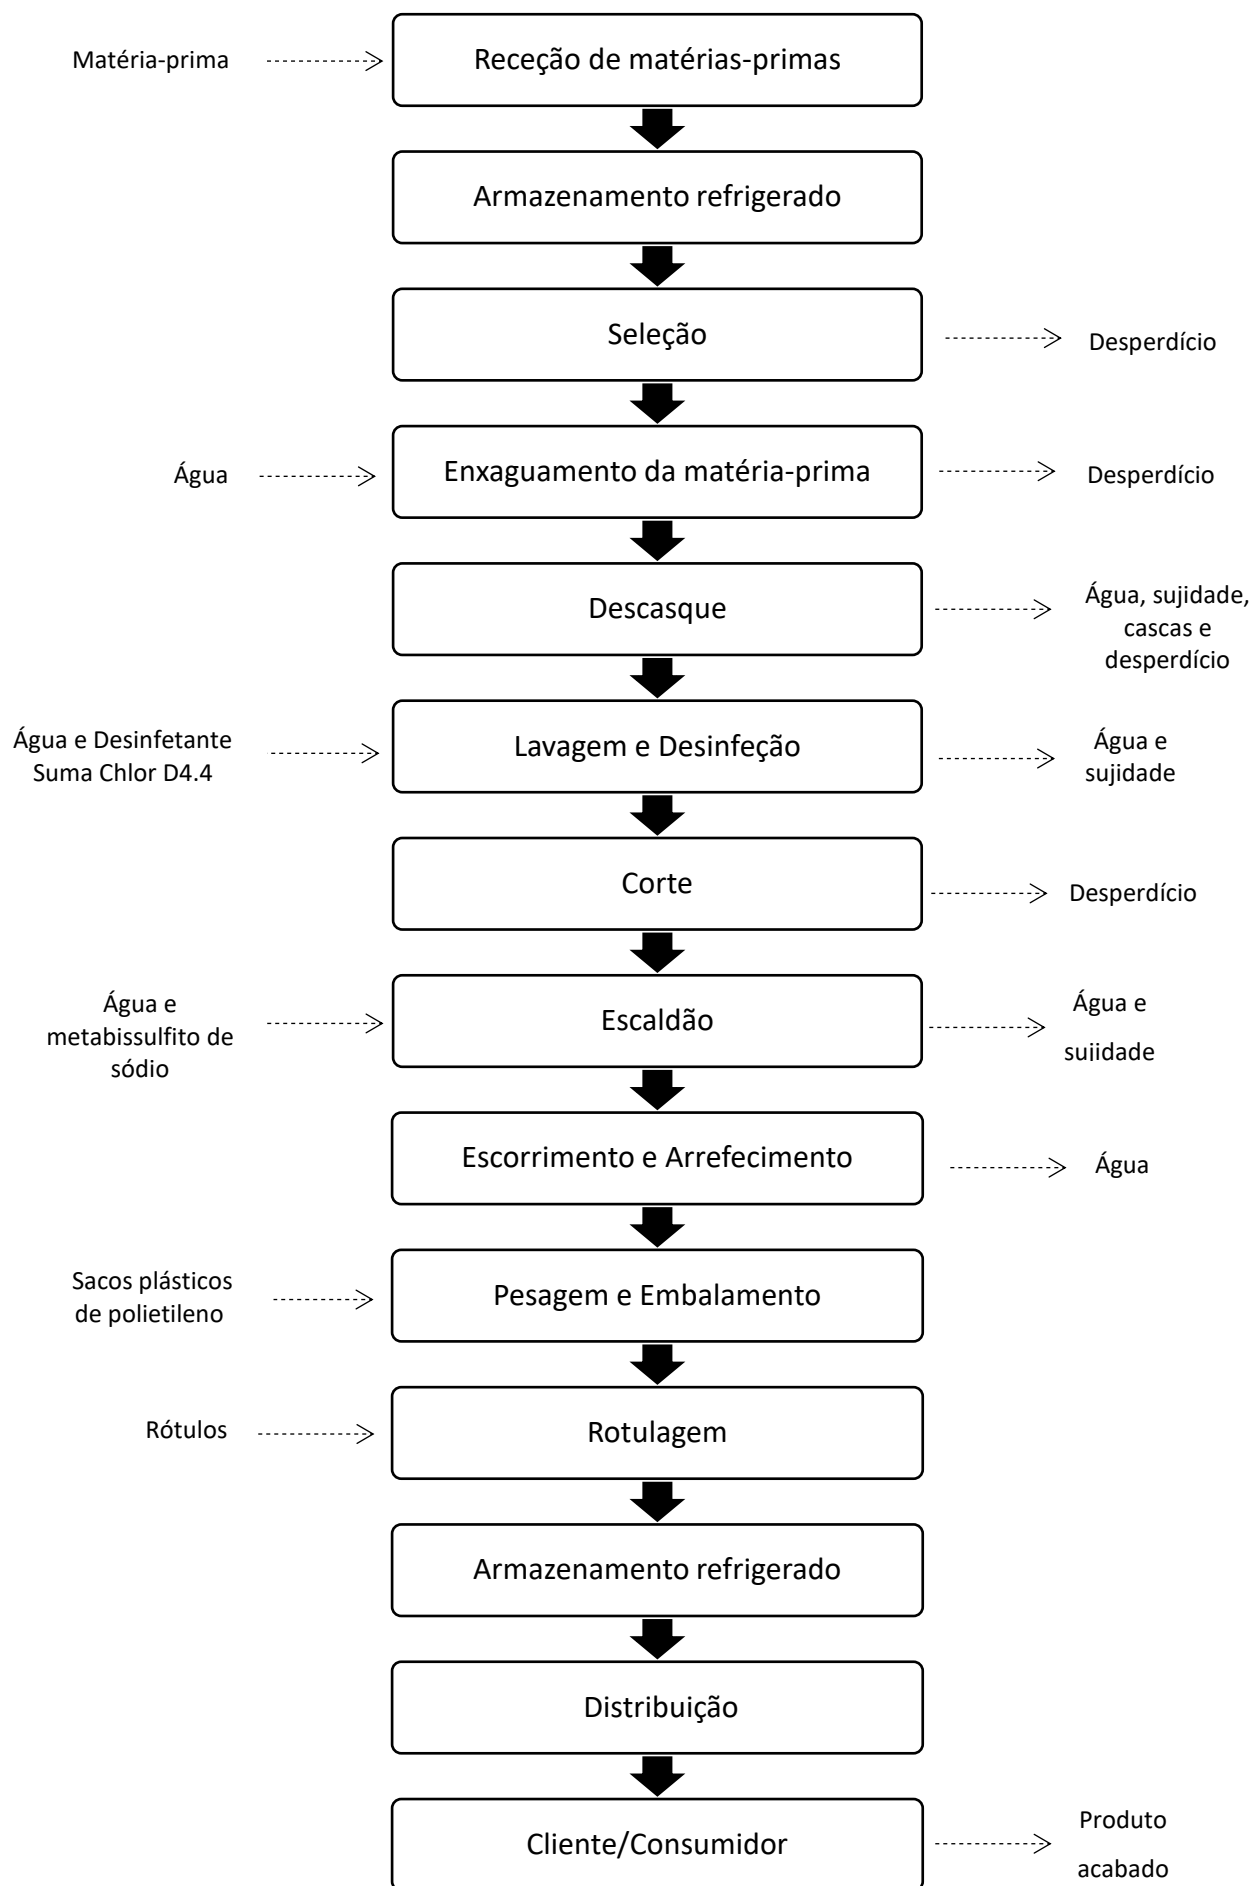 Matéria-prima
Receção de matérias-primas
Armazenamento refrigerado
Seleção
Desperdício
Água
Enxaguamento da matéria-prima
Desperdício
Descasque
Água, sujidade,
cascas e
desperdício
Água e Desinfetante
Suma Chlor D4.4
Lavagem e Desinfeção
Água e
sujidade
Corte
Desperdício
Água e
metabissulfito de
sódio
Escaldão
Água e
sujidade
Escorrimento e Arrefecimento
Água
Sacos plásticos
de polietileno
Pesagem e Embalamento
Rótulos
Rotulagem
Armazenamento refrigerado
Distribuição
Cliente/Consumidor
Produto
acabado